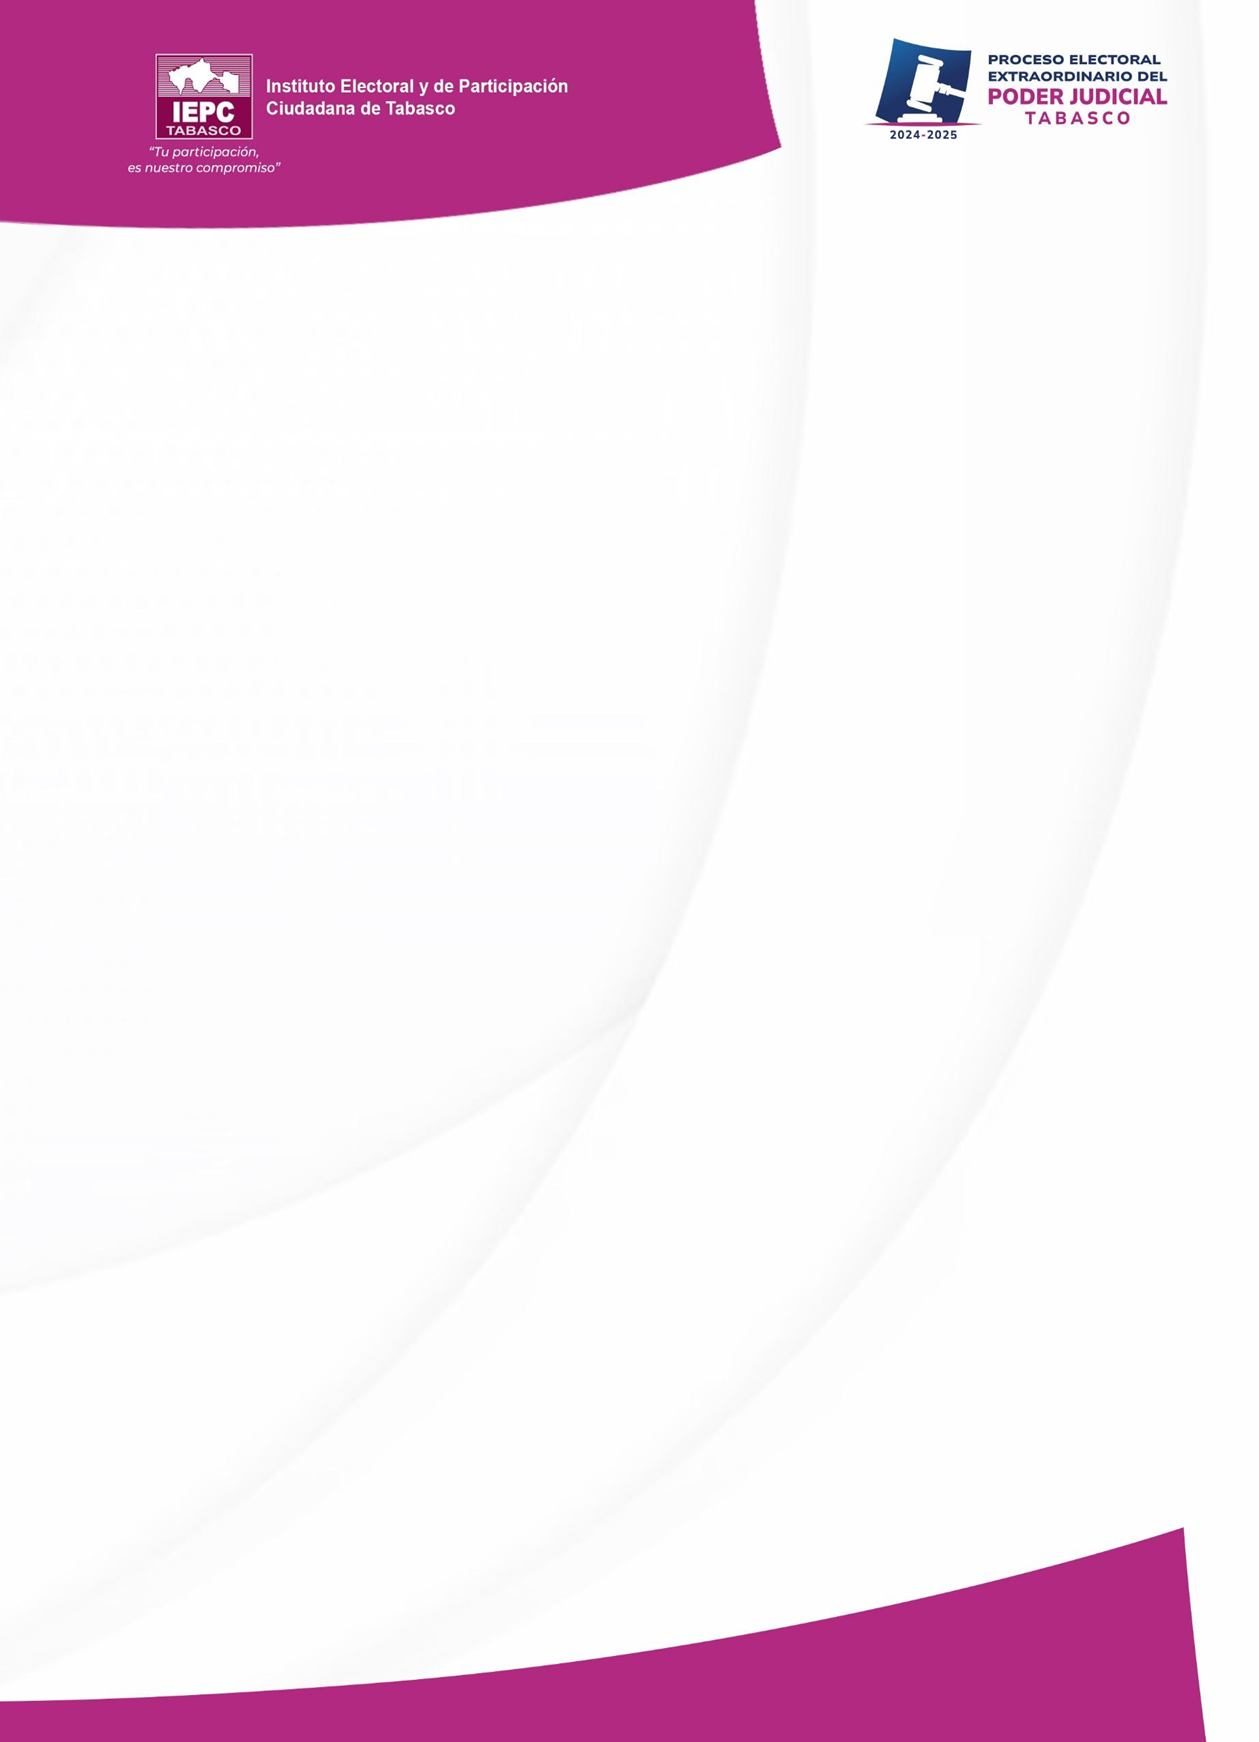 IEPC
TABASCO
Instituto Electoral y de Participación
Ciudadana de Tabasco
“Tu participación,
es nuestro compromiso”
2024-2025
PROCESO ELECTORAL
EXTRAORDINARIO DEL
PODER JUDICIAL
TABASCO